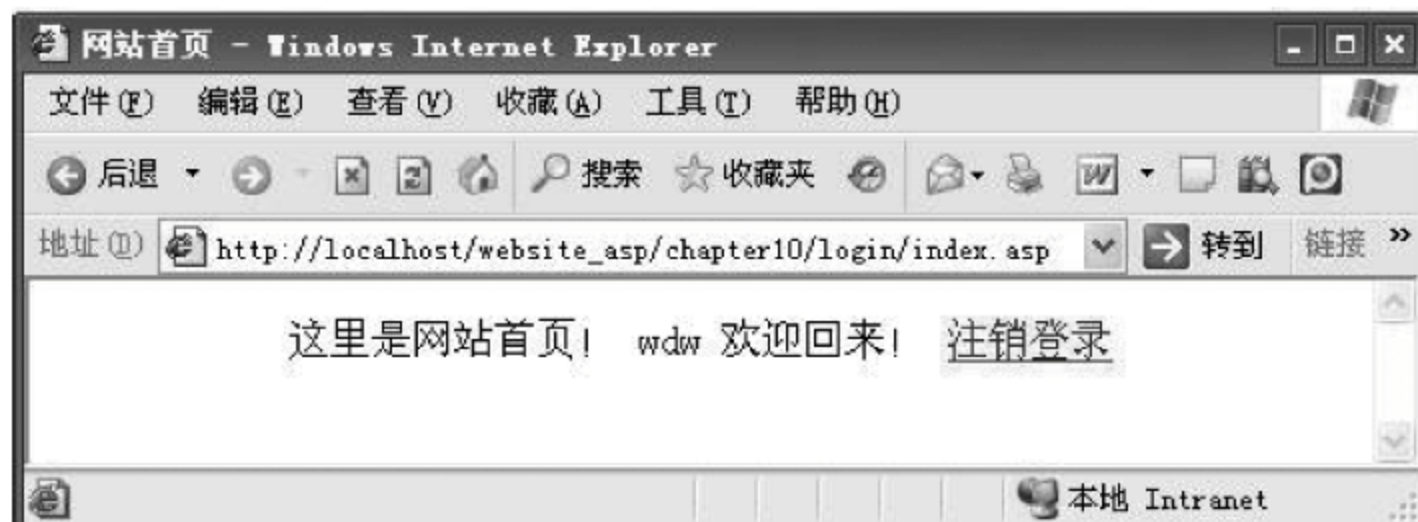 网站首页 - Windows Internet Explorer
文件(F) 编辑(E) 查看(V) 收藏(A) 工具(T) 帮助(H)
后退 搜索 收藏夹
地址(D) http://localhost/website_asp/chapter10/login/index.asp 转到 链接 »
这里是网站首页! wdw 欢迎回来! 注销登录
本地 Intranet